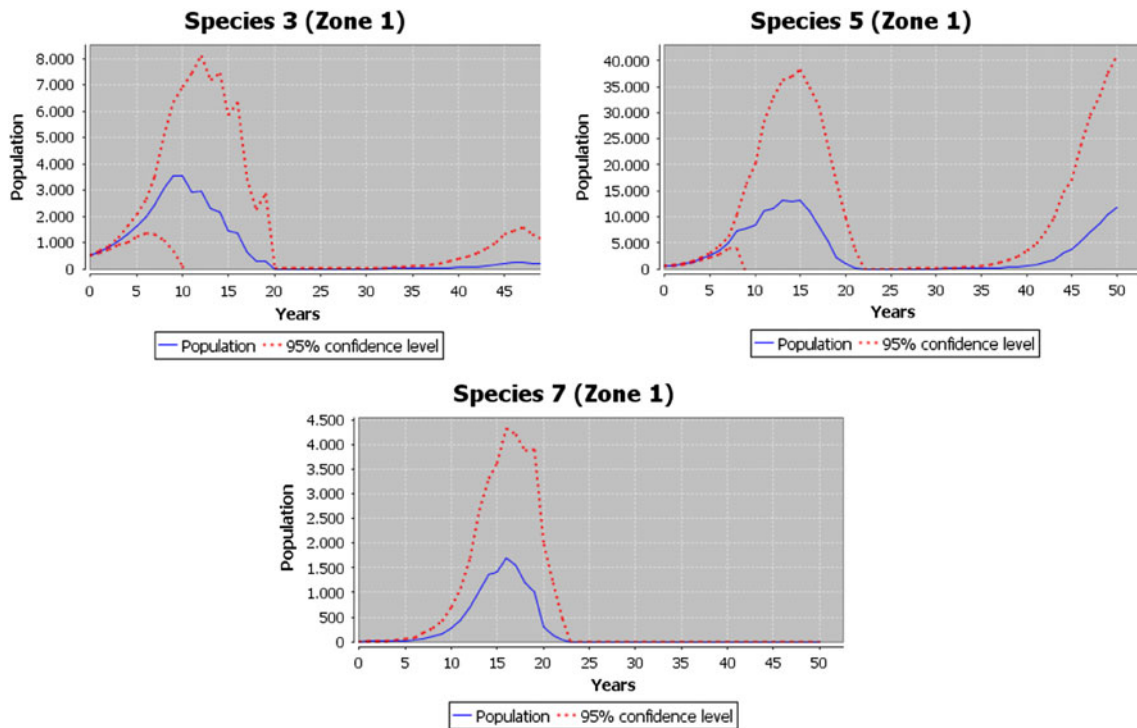 Species 3 (Zone 1)
8.000
7.000
6.000
5.000
4.000
3.000
2.000
1.000
0
Population
0 5 10 15 20 25 30 35 40 45
Years
Population 95% confidence level
Species 5 (Zone 1)
40.000
35.000
30.000
25.000
20.000
15.000
10.000
5.000
0
Population
0 5 10 15 20 25 30 35 40 45 50
Years
Population 95% confidence level
Species 7 (Zone 1)
4.500
4.000
3.500
3.000
2.500
2.000
1.500
1.000
500
0
Population
0 5 10 15 20 25 30 35 40 45 50
Years
Population 95% confidence level